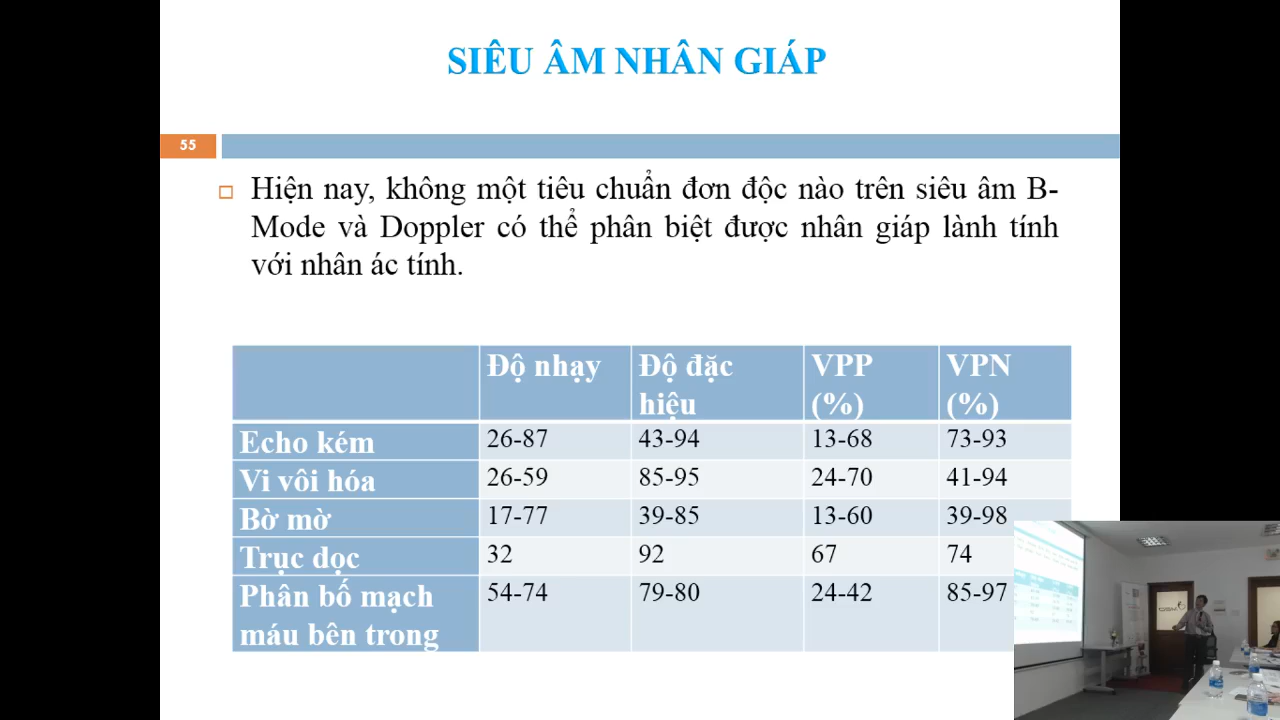 SIÊU ÂM NHÂN GIÁP
55
Hiện nay, không một tiêu chuẩn đơn độc nào trên siêu âm B-
Mode và Doppler có thể phân biệt được nhân giáp lành tính
với nhân ác tính.
Độ nhạy Độ đặc hiệu VPP (%) VPN (%)
Echo kém 26-87 43-94 13-68 73-93
Vi vôi hóa 26-59 85-95 24-70 41-94
Bờ mờ 17-77 39-85 13-60 39-98
Trục dọc 32 92 67 74
Phân bố mạch máu bên trong 54-74 79-80 24-42 85-97